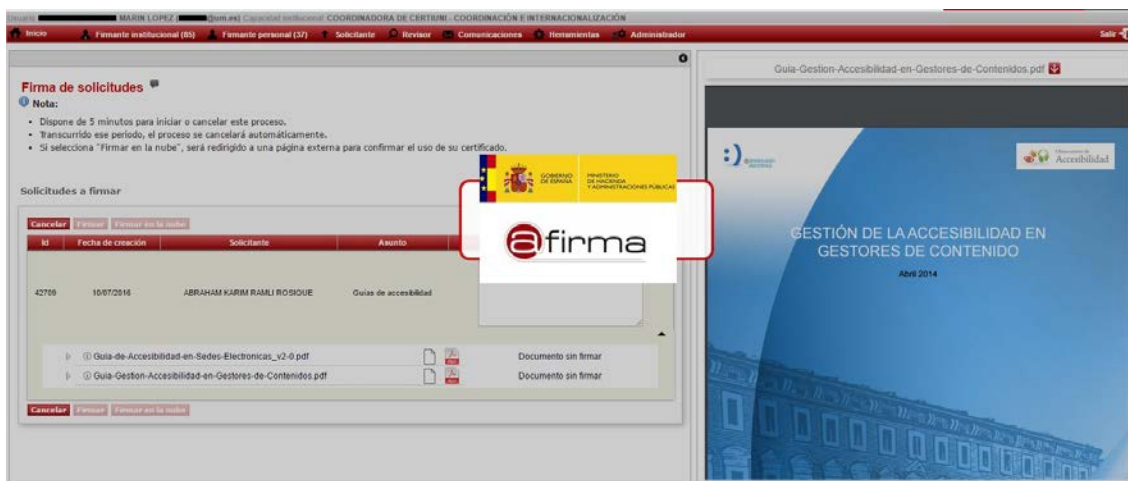 MARIN LOPEZ ( @um.es) Capacidad institucional: COORDINADORA DE CERTIUNI - COORDINACIÓN E INTERNACIONALIZACIÓN
Inicio Firmante institucional (85) Firmante personal (37) Solicitante Revisor Comunicaciones Herramientas Administrador Salir
Guia-Gestion-Accesibilidad-en-Gestores-de-Contenidos.pdf
Firma de solicitudes
Nota:
• Dispone de 5 minutos para iniciar o cancelar este proceso.
• Transcurrido ese periodo, el proceso se cancelará automáticamente.
• Si selecciona "Firmar en la nube", será redirigido a una página externa para confirmar el uso de su certificado.
Solicitudes a firmar
Cancelar Firmar Firmar en la nube
Id Fecha de creación Solicitante Asunto
42709 10/07/2016 ABRAHAM KARIM RAMLI ROSIQUE Guias de accesibilidad
Guia-de-Accesibilidad-en-Sedes-Electronicas_v2-0.pdf Documento sin firmar
Guia-Gestion-Accesibilidad-en-Gestores-de-Contenidos.pdf Documento sin firmar
Cancelar Firmar Firmar en la nube
GOBIERNO DE ESPAÑA
MINISTERIO DE HACIENDA Y ADMINISTRACIONES PÚBLICAS
@firma
Accesibilidad
GESTIÓN DE LA ACCESIBILIDAD EN
GESTORES DE CONTENIDO
Abril 2014